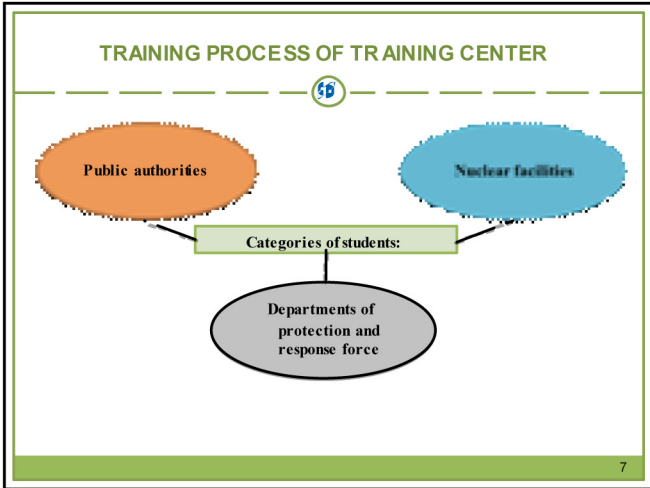 TRAINING PROCESS OF TRAINING CENTER
Public authorities
Nuclear facilities
Categories of students:
Departments of
protection and
response force
7